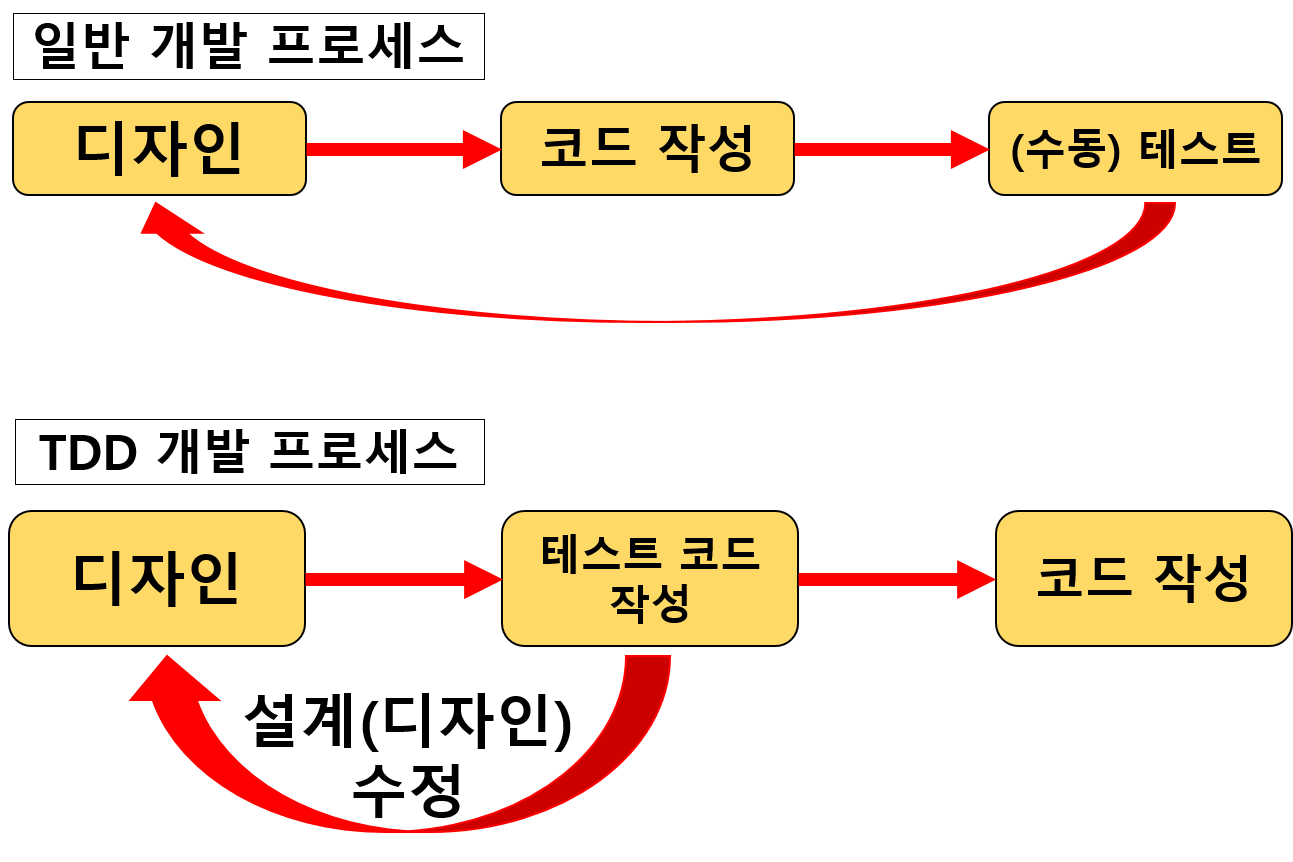 일반 개발 프로세스
디자인
코드 작성
(수동) 테스트
TDD 개발 프로세스
디자인
테스트 코드
작성
코드 작성
설계(디자인)
수정